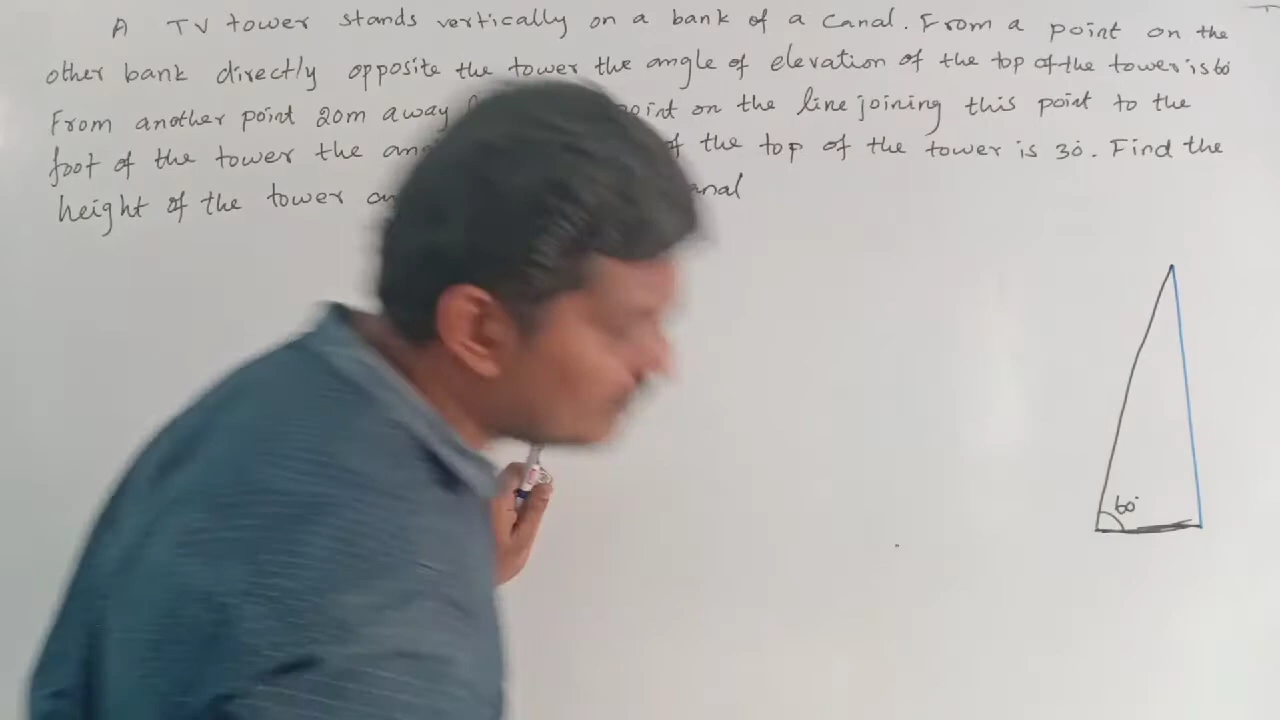 A TV tower stands vertically on a bank of a canal. From a point on the
other bank directly opposite the tower the angle of elevation of the top of the tower is 60°
From another point 20m away point on the line joining this point to the
foot of the tower the of the top of the tower is 30°. Find the
height of the tower canal
60°